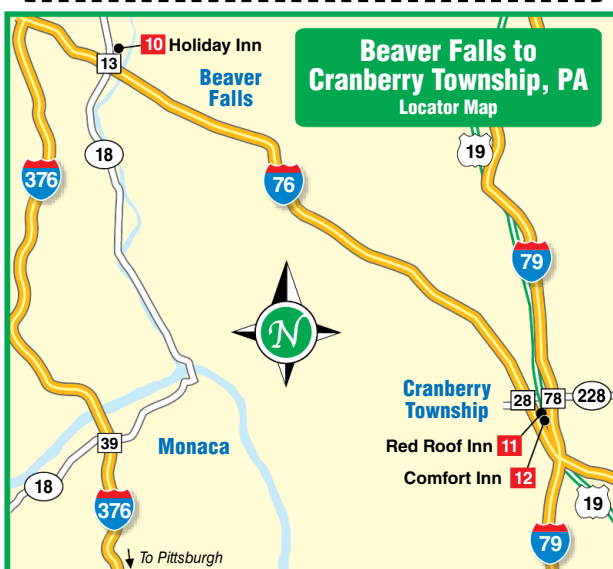 Beaver Falls to
Cranberry Township, PA
Locator Map
10 Holiday Inn
13
Beaver
Falls
18
376
76
19
79
N
Cranberry
Township
28
78
228
Red Roof Inn 11
Comfort Inn 12
39
Monaca
18
376
19
79
To Pittsburgh